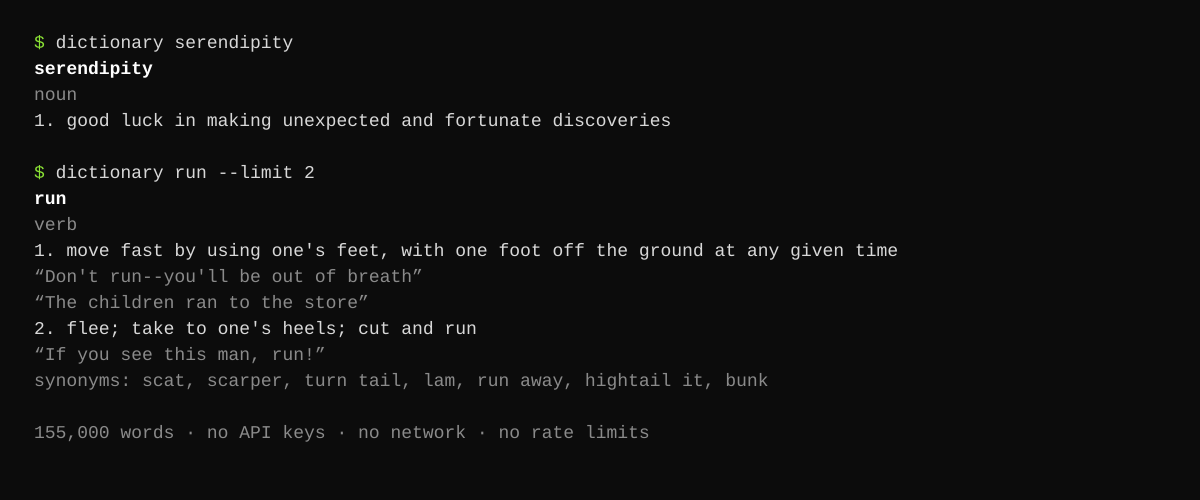 $ dictionary serendipity
serendipity
noun
1. good luck in making unexpected and fortunate discoveries
$ dictionary run --limit 2
run
verb
1. move fast by using one's feet, with one foot off the ground at any given time
“Don't run--you'll be out of breath”
“The children ran to the store”
2. flee; take to one's heels; cut and run
“If you see this man, run!”
synonyms: scat, scarper, turn tail, lam, run away, hightail it, bunk
155,000 words · no API keys · no network · no rate limits